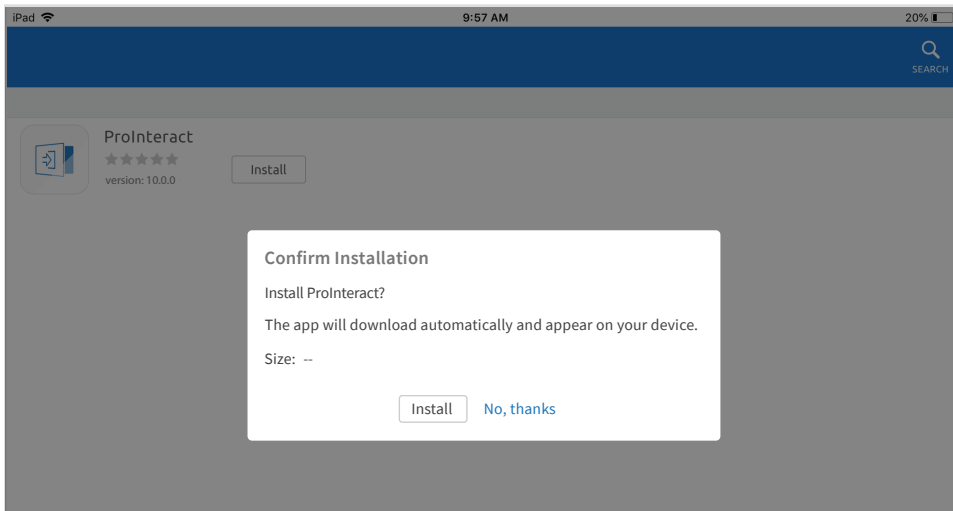 iPad 9:57 AM 20%
SEARCH
ProInteract
version: 10.0.0
Install
Confirm Installation
Install ProInteract?
The app will download automatically and appear on your device.
Size: --
Install No, thanks